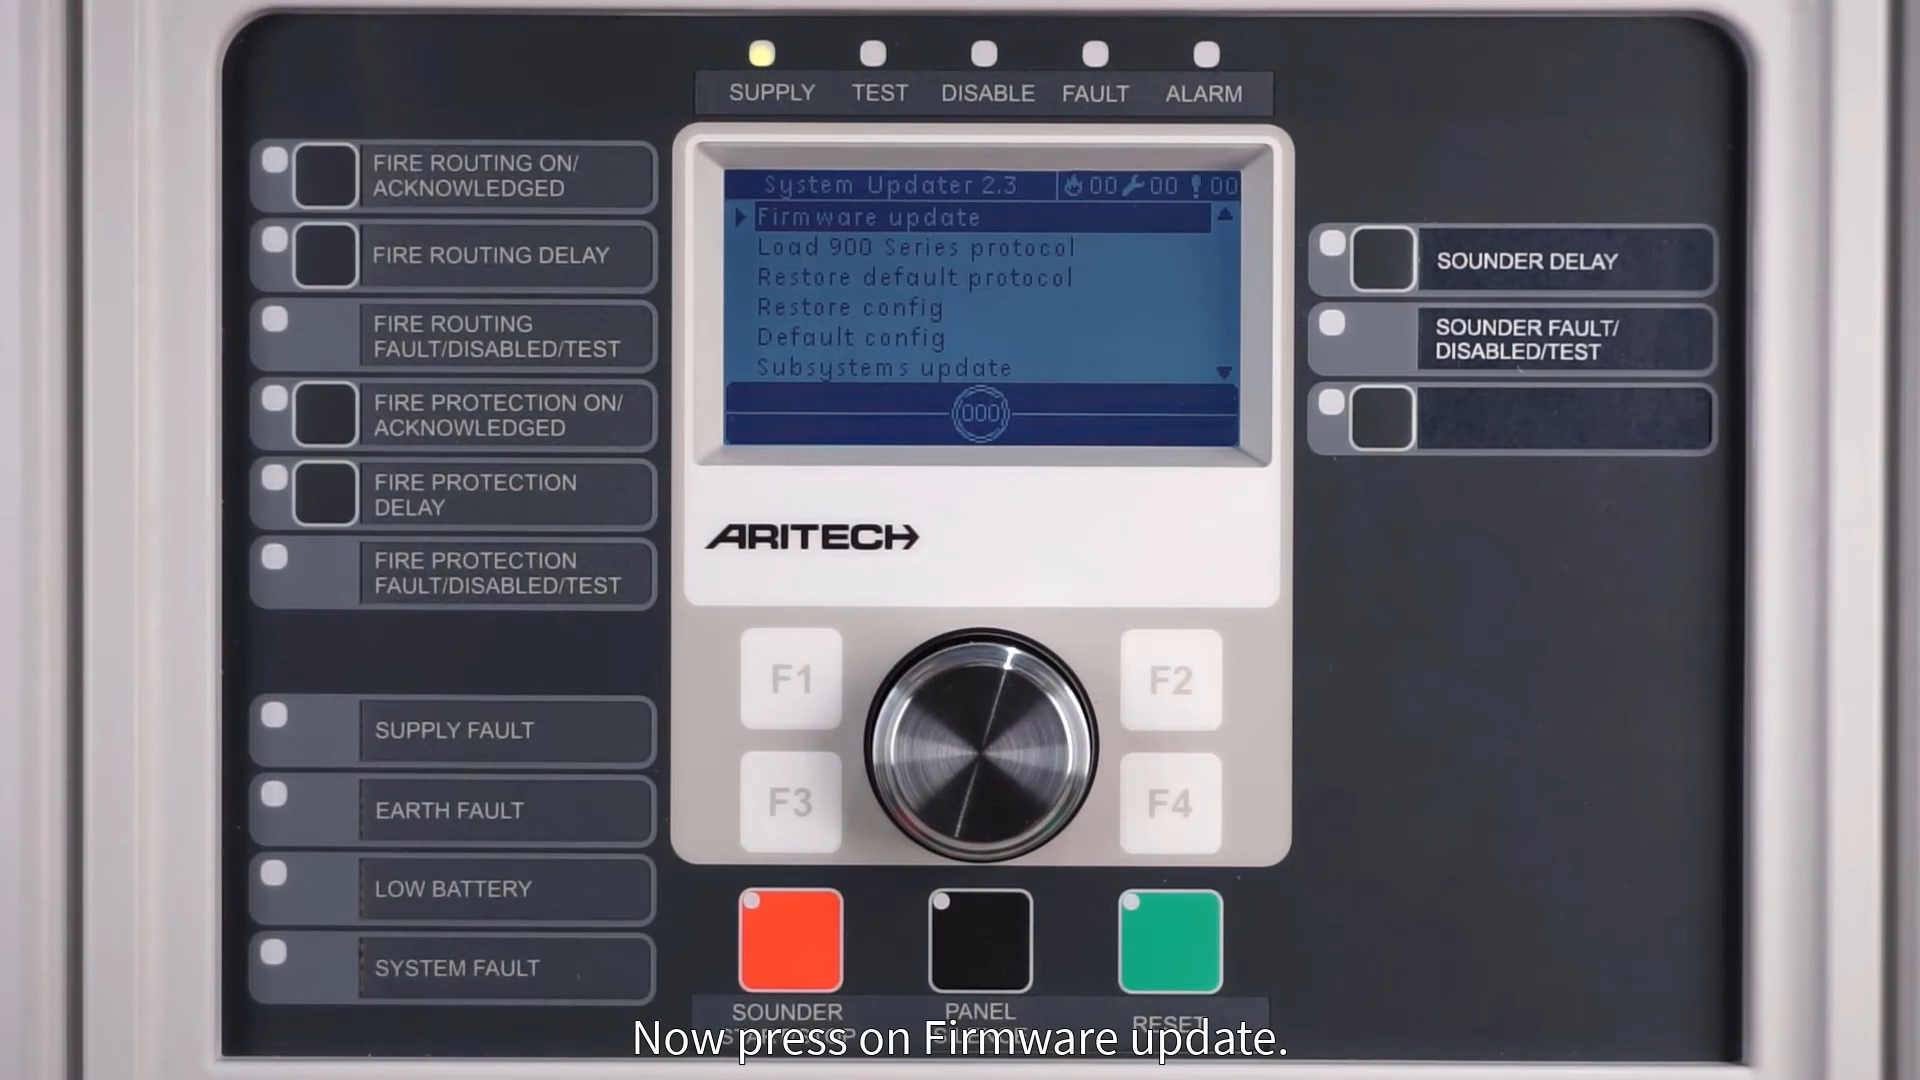 SUPPLY TEST DISABLE FAULT ALARM
FIRE ROUTING ON/
ACKNOWLEDGED
FIRE ROUTING DELAY
FIRE ROUTING
FAULT/DISABLED/TEST
FIRE PROTECTION ON/
ACKNOWLEDGED
FIRE PROTECTION
DELAY
FIRE PROTECTION
FAULT/DISABLED/TEST
SUPPLY FAULT
EARTH FAULT
LOW BATTERY
SYSTEM FAULT
System Updater 2.3 00 00 00
Firmware update
Load 900 Series protocol
Restore default protocol
Restore config
Default config
Subsystems update
000
ARITECH
F1 F2
F3 F4
SOUNDER DELAY
SOUNDER FAULT/
DISABLED/TEST
SOUNDER
PANEL
RESET
Now press on Firmware update.